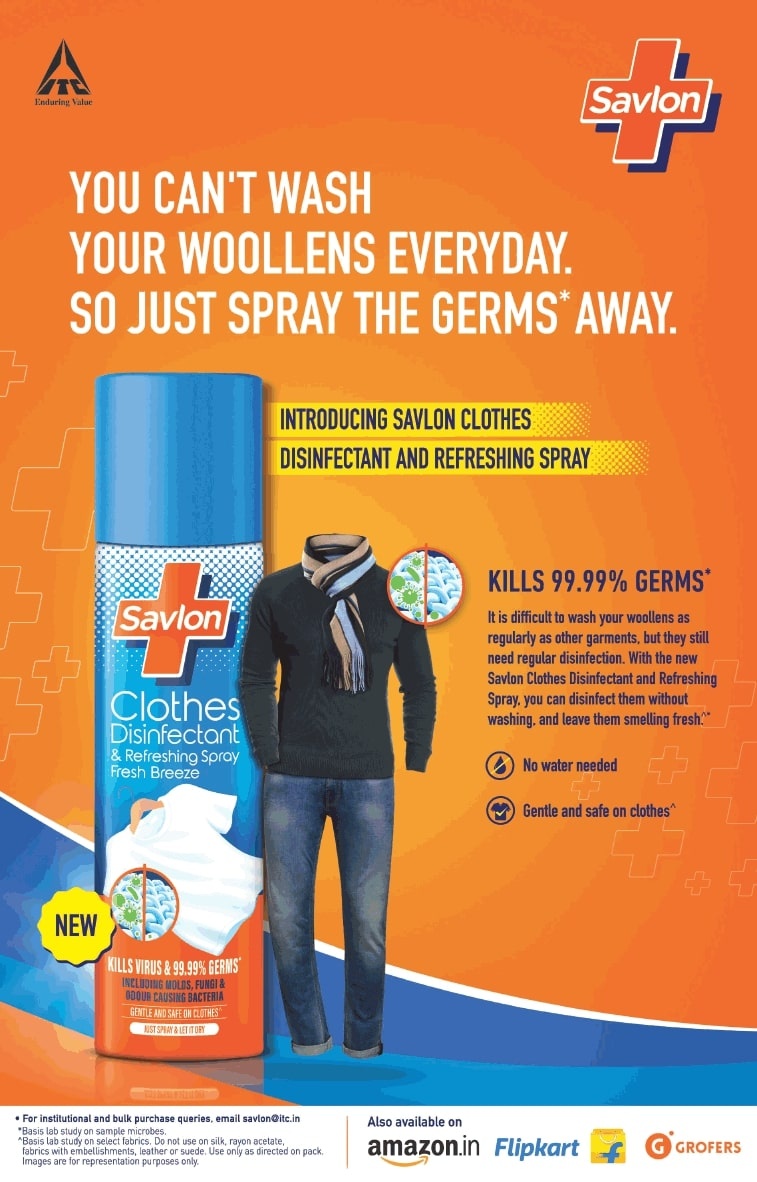 ITC
Enduring Value
Savlon
YOU CAN'T WASH
YOUR WOOLLENS EVERYDAY.
SO JUST SPRAY THE GERMS* AWAY.
INTRODUCING SAVLON CLOTHES
DISINFECTANT AND REFRESHING SPRAY
Savlon
Clothes
Disinfectant
& Refreshing Spray
Fresh Breeze
NEW
KILLS VIRUS & 99.99% GERMS*
INCLUDING MOLDS, FUNGI &
ODOUR CAUSING BACTERIA
GENTLE AND SAFE ON CLOTHES^
JUST SPRAY & LET IT DRY
KILLS 99.99% GERMS*
It is difficult to wash your woollens as
regularly as other garments, but they still
need regular disinfection. With the new
Savlon Clothes Disinfectant and Refreshing
Spray, you can disinfect them without
washing, and leave them smelling fresh.^*
No water needed
Gentle and safe on clothes^
• For institutional and bulk purchase queries, email savlon@itc.in
*Basis lab study on sample microbes.
^Basis lab study on select fabrics. Do not use on silk, rayon acetate,
fabrics with embellishments, leather or suede. Use only as directed on pack.
Images are for representation purposes only.
Also available on
amazon.in Flipkart GROFERS